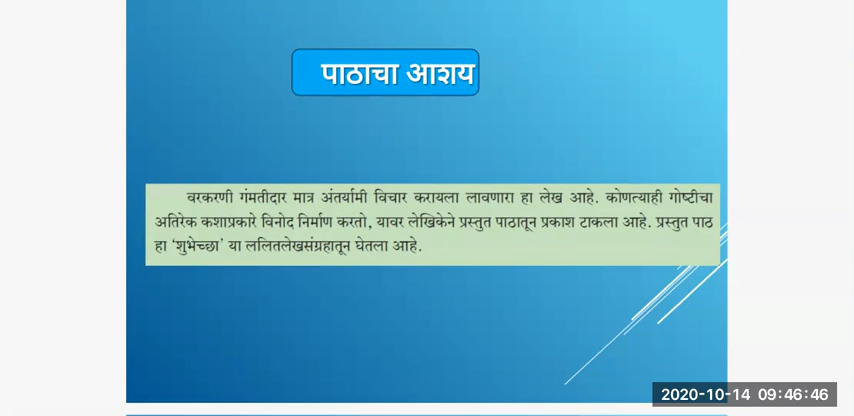 पाठाचा आशय
वरकरणी गंमतीदार मात्र अंतर्यामी विचार करायला लावणारा हा लेख आहे. कोणत्याही गोष्टीचा
अतिरेक कशाप्रकारे विनोद निर्माण करतो, यावर लेखिकेने प्रस्तुत पाठातून प्रकाश टाकला आहे. प्रस्तुत पाठ
हा ‘शुभेच्छा’ या ललितलेखसंग्रहातून घेतला आहे.
2020-10-14 09:46:46